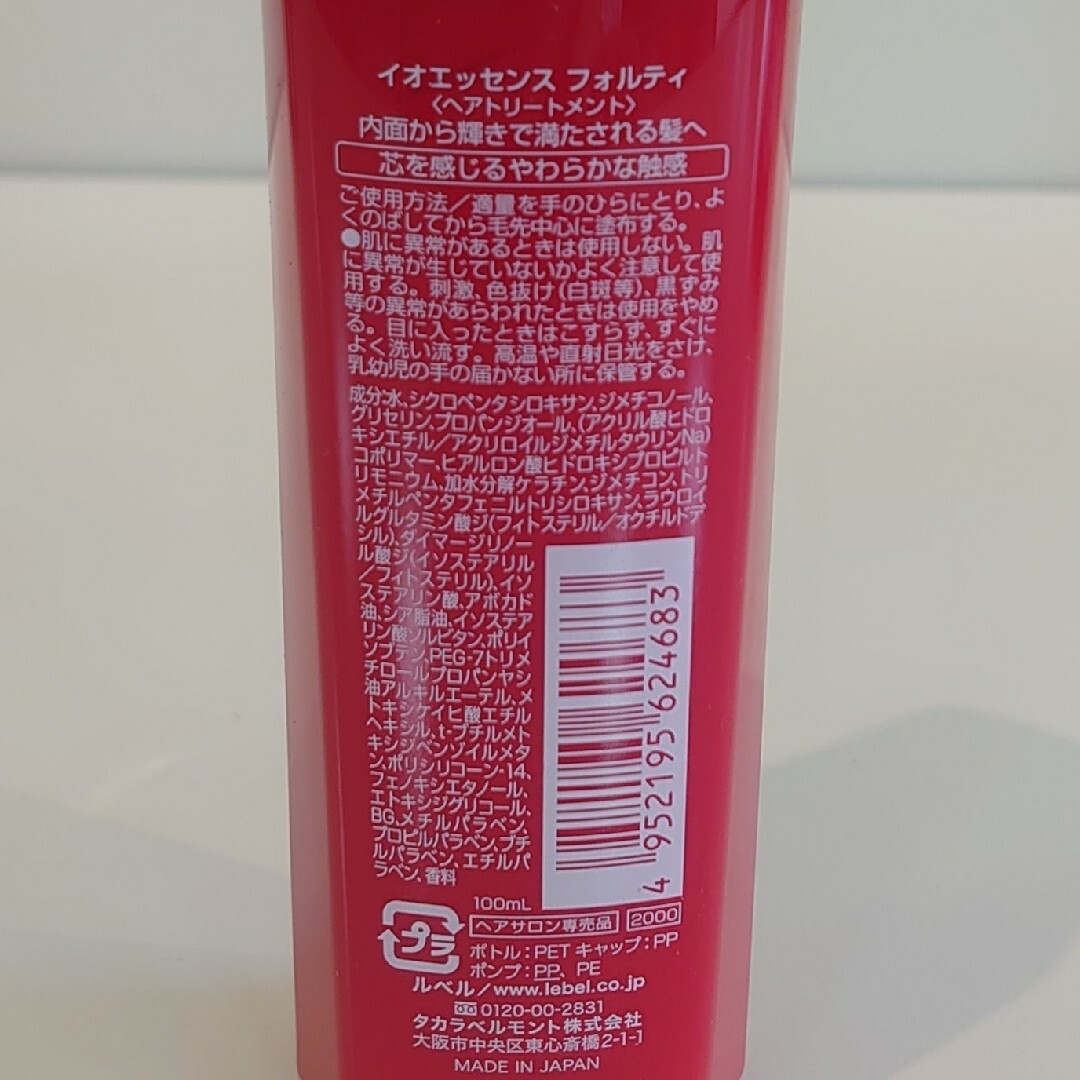 イオエッセンス フォルティ
〈ヘアトリートメント〉
内面から輝きで満たされる髪へ
芯を感じるやわらかな触感
ご使用方法／適量を手のひらにとり、よ
くのばしてから毛先中心に塗布する。
●肌に異常があるときは使用しない。肌
に異常が生じていないかよく注意して使
用する。刺激、色抜け(白斑等)、黒ずみ
等の異常があらわれたときは使用をやめ
る。目に入ったときはこすらず、すぐに
よく洗い流す。高温や直射日光をさけ、
乳幼児の手の届かない所に保管する。
成分:水、シクロペンタシロキサン、ジメチコノール、
グリセリン、プロパンジオール、(アクリル酸ヒドロ
キシエチル/アクリロイルジメチルタウリンNa)
コポリマー、ヒアルロン酸ヒドロキシプロピルト
リモニウム、加水分解ケラチン、ジメチコン、トリ
メチルペンタフェニルトリシロキサン、ラウロイ
ルグルタミン酸ジ(フィトステリル/オクチルドデ
シル)、ダイマージリノー
ル酸ジ(イソステアリル
/フィトステリル)、イソ
ステアリン酸、アボカド
油、シア脂油、イソステア
リン酸ソルビタン、ポリイ
ソブテン、PEG-7トリメ
チロールプロパンヤシ
油アルキルエーテル、メ
トキシケイヒ酸エチル
ヘキシル、t-ブチルメト
キシジベンゾイルメタ
ン、ポリシリコーン-14、
フェノキシエタノール、
エトキシジグリコール、
BG、メチルパラベン、
プロピルパラベン、ブチ
ルパラベン、エチルパ
ラベン、香料
4 952195 624683
100mL
プラ
ヘアサロン専売品 2000
ボトル：PET キャップ：PP
ポンプ：PP、PE
ルベル／www.lebel.co.jp
0120-00-2831
タカラベルモント株式会社
大阪市中央区東心斎橋2-1-1
MADE IN JAPAN